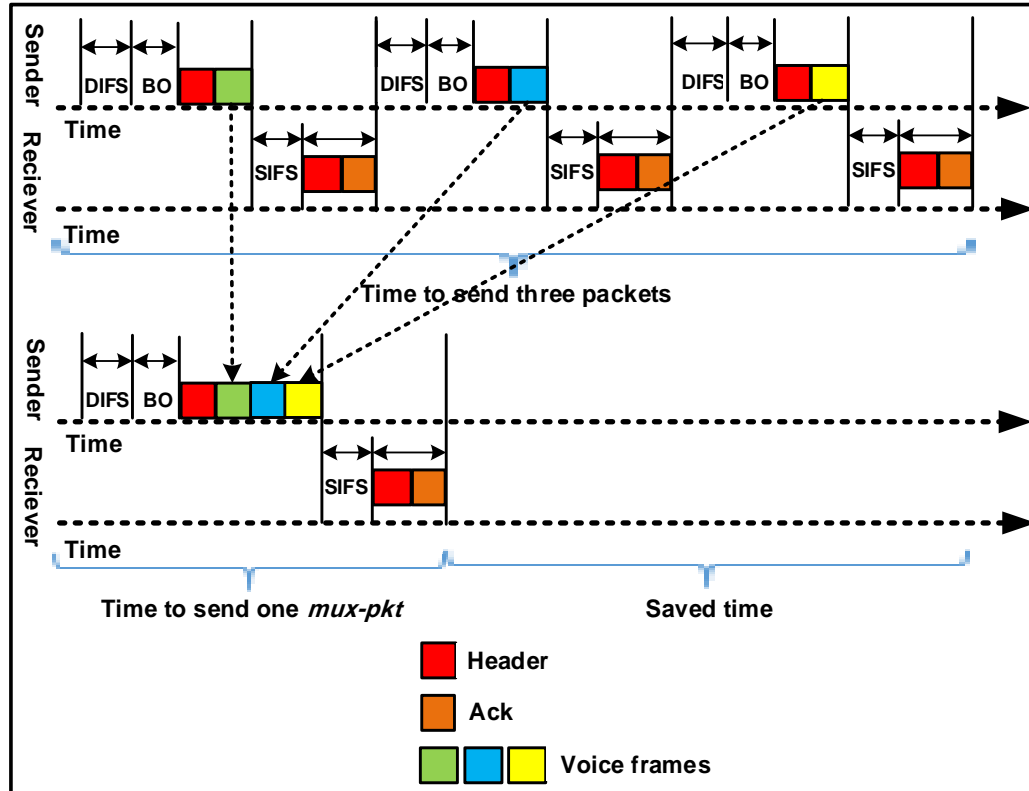 Sender
DIFS BO DIFS BO DIFS BO
Time
Reciever
SIFS SIFS SIFS
Time
Time to send three packets
Sender
DIFS BO
Time
Reciever
SIFS
Time
Time to send one mux-pkt Saved time
Header
Ack
Voice frames